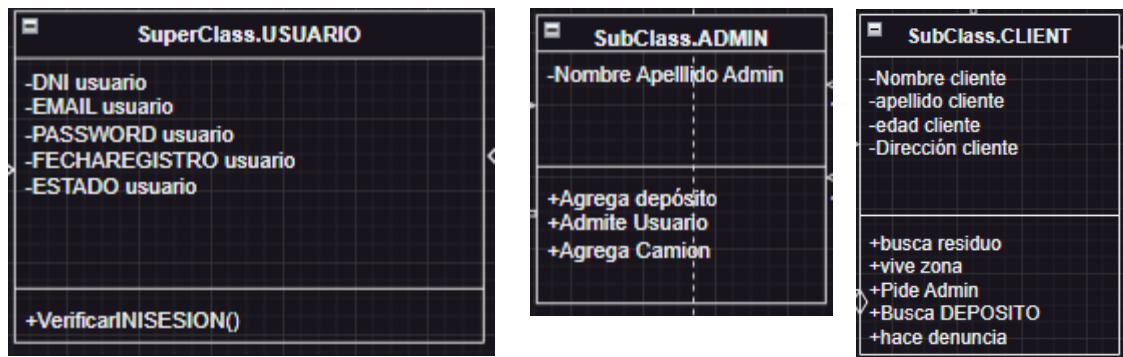 SuperClass.USUARIO
-DNI usuario
-EMAIL usuario
-PASSWORD usuario
-FECHAREGISTRO usuario
-ESTADO usuario
+VerificarINISESION()
SubClass.ADMIN
-Nombre Apelllido Admin
+Agrega depósito
+Admite Usuario
+Agrega Camion
SubClass.CLIENT
-Nombre cliente
-apellido cliente
-edad cliente
-Dirección cliente
+busca residuo
+vive zona
+Pide Admin
+Busca DEPOSITO
+hace denuncia